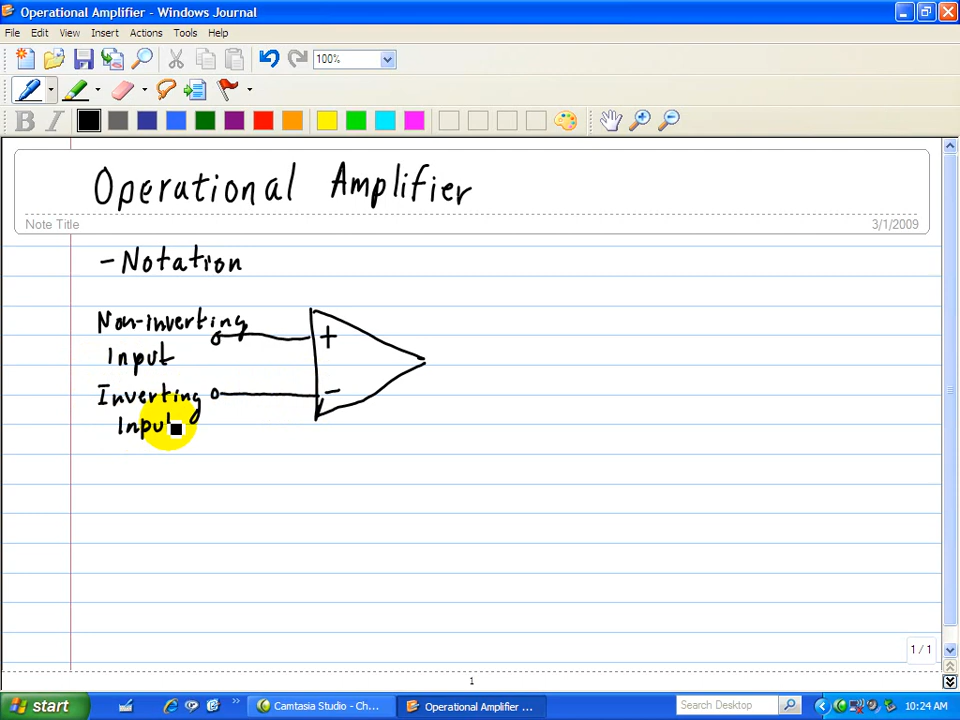 Operational Amplifier - Windows Journal
File Edit View Insert Actions Tools Help
100%
B I
Operational Amplifier
Note Title
3/1/2009
- Notation
Non-inverting
Input
+
Inverting
Input
-
1 / 1
1
start
»
Camtasia Studio - Ch...
Operational Amplifier ...
Search Desktop
10:24 AM